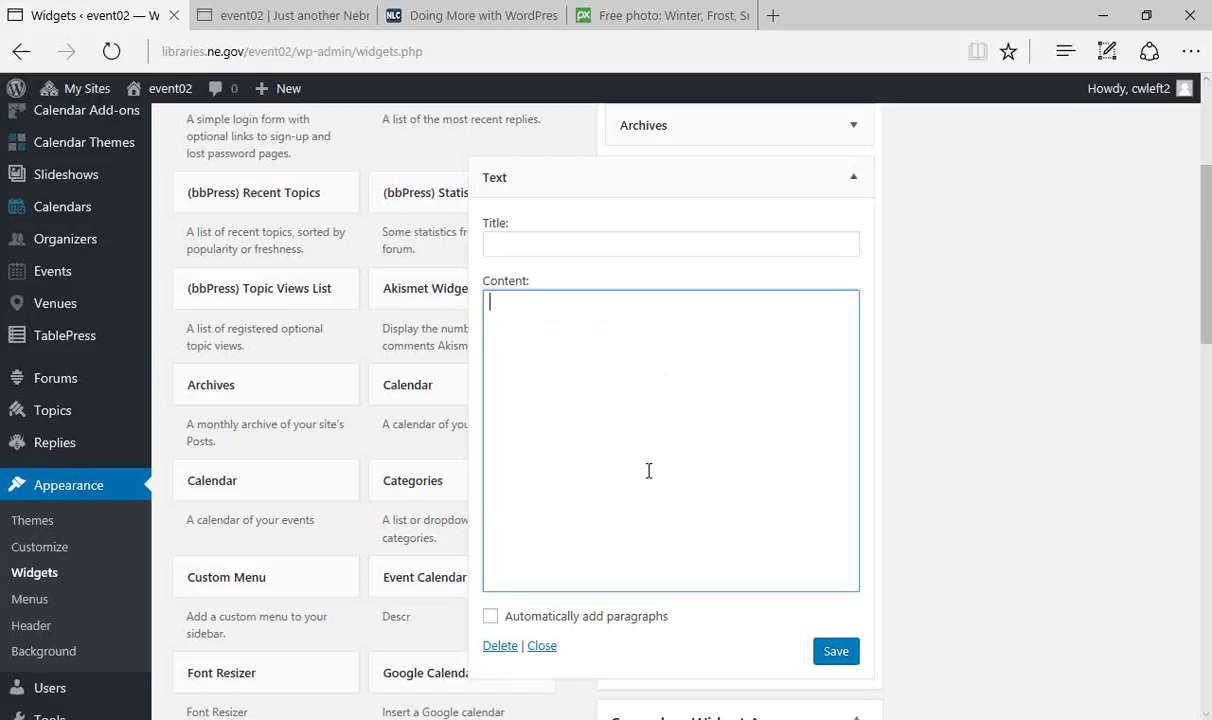 Widgets ‹ event02 — W
event02 | Just another Nebr
NLC Doing More with WordPres
px Free photo: Winter, Frost, Sn
libraries.ne.gov/event02/wp-admin/widgets.php
My Sites
event02
0
New
Howdy, cwleft2
Calendar Add-ons
Calendar Themes
Slideshows
Calendars
Organizers
Events
Venues
TablePress
Forums
Topics
Replies
Appearance
Themes
Customize
Widgets
Menus
Header
Background
Users
Tools
A simple login form with
optional links to sign-up and
lost password pages.
(bbPress) Recent Topics
A list of recent topics, sorted by
popularity or freshness.
(bbPress) Topic Views List
A list of registered optional
topic views.
Archives
A monthly archive of your site's
Posts.
Calendar
A calendar of your events
Custom Menu
Add a custom menu to your
sidebar.
Font Resizer
Font Resizer
A list of the most recent replies.
(bbPress) Statis
Some statistics fr
forum.
Akismet Widge
Display the numb
comments Akism
Calendar
A calendar of you
Categories
A list or dropdow
categories.
Event Calendar
Descr
Google Calenda
Insert a Google calendar
Archives
Text
Title:
Content:
Automatically add paragraphs
Delete | Close
Save